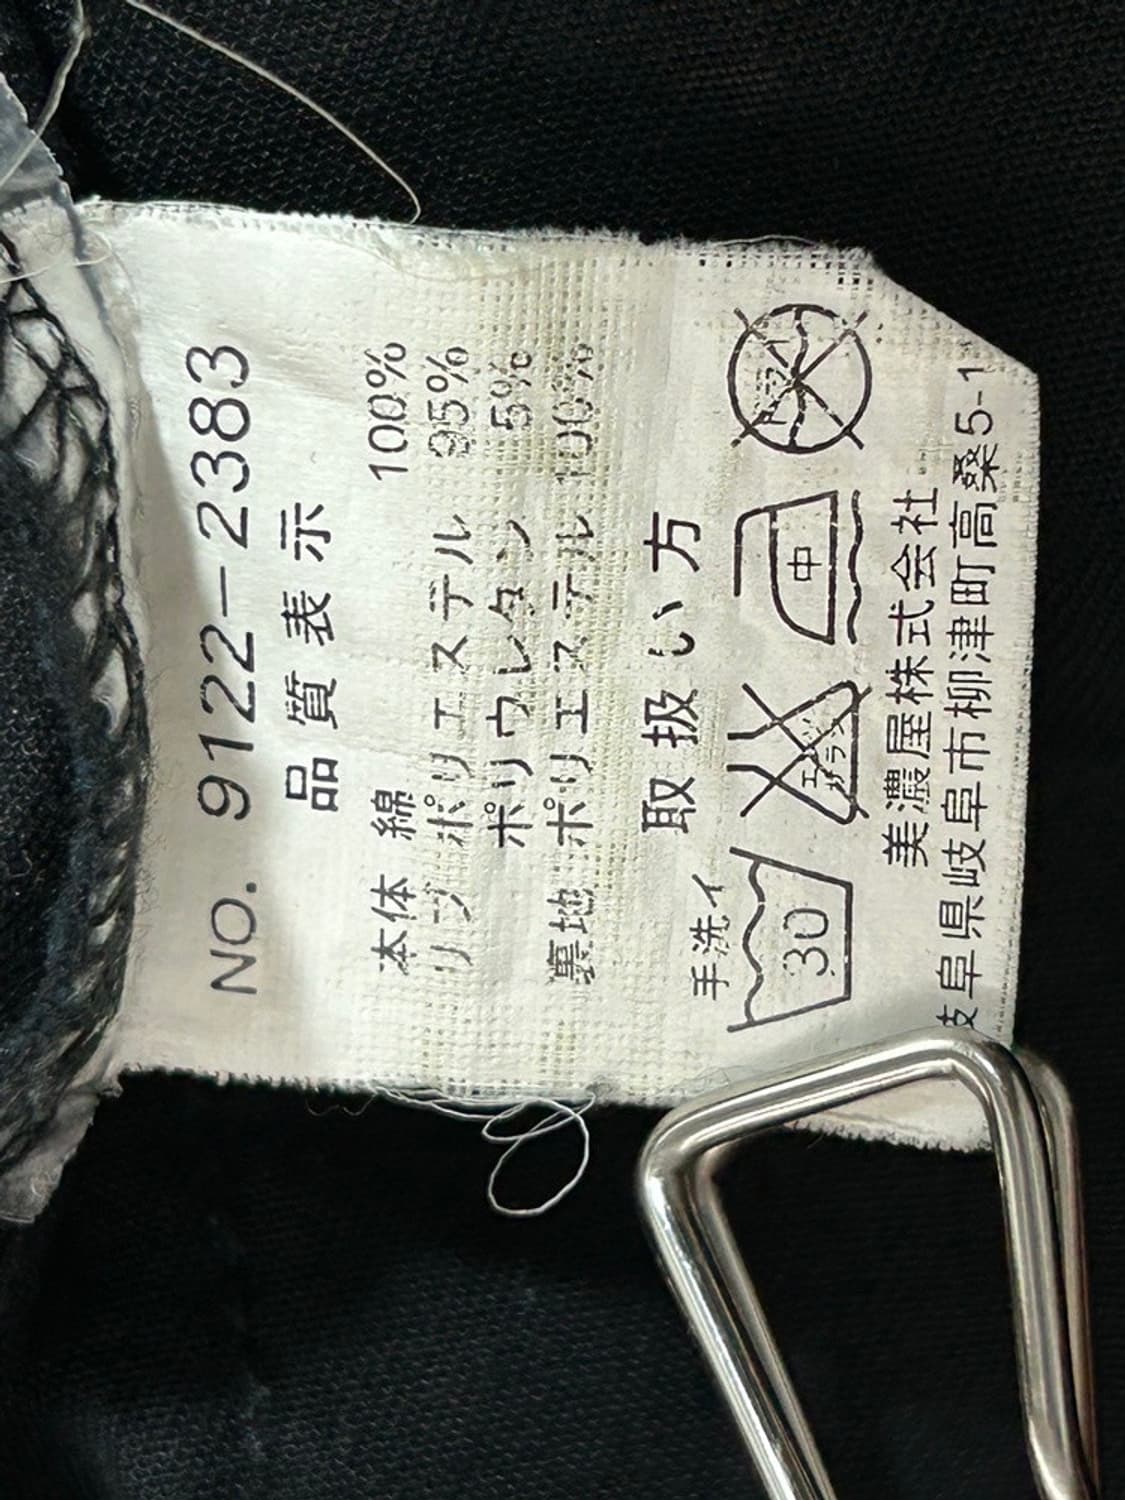 NO. 9122-2383
品質表示
本体 綿 100%
リブ ポリエステル 95%
ポリウレタン 5%
裏地 ポリエステル 100%
取扱い方
手洗イ
30
エンソ
サラシ
中
ドライ
美濃屋株式会社
岐阜県岐阜市柳津町高桑5-1